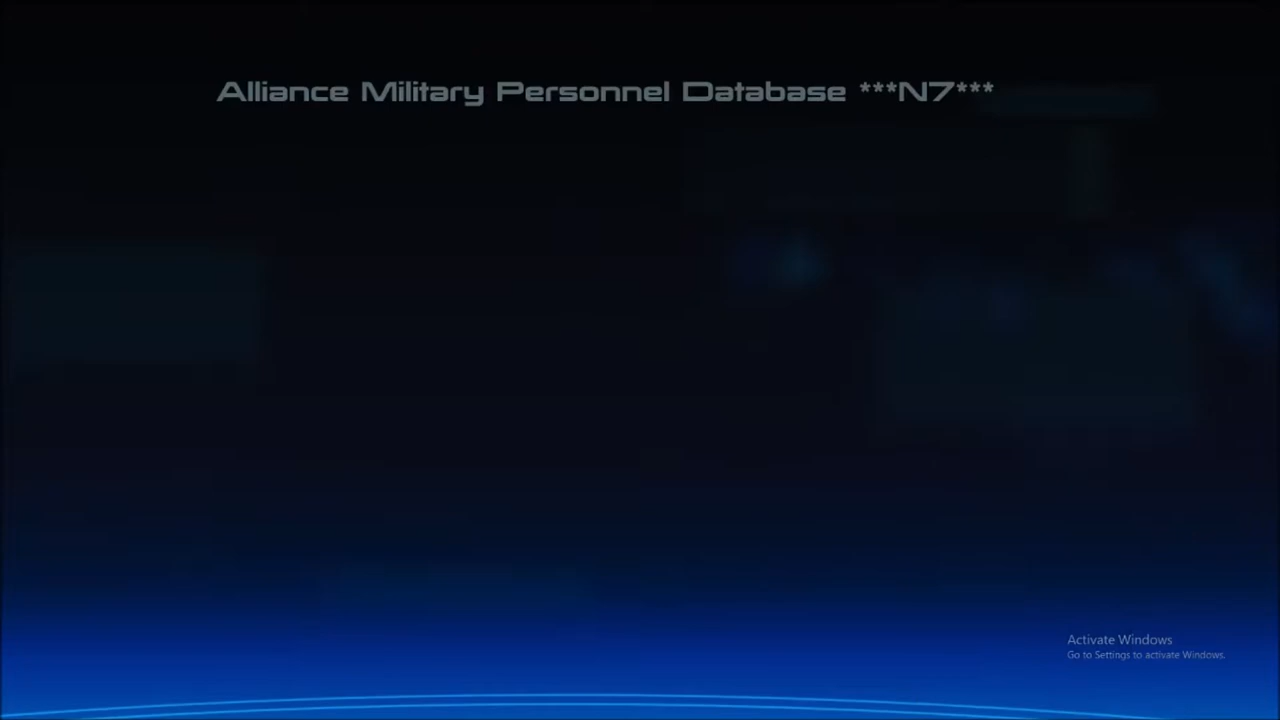 Alliance Military Personnel Database ***N7***
Activate Windows
Go to Settings to activate Windows.